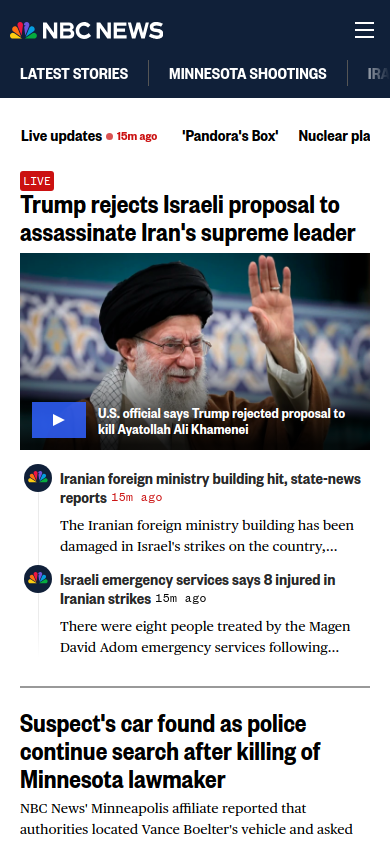 NBC NEWS
LATEST STORIES
MINNESOTA SHOOTINGS
IRA
Live updates 15m ago
'Pandora's Box'
Nuclear pla
LIVE
Trump rejects Israeli proposal to
assassinate Iran's supreme leader
U.S. official says Trump rejected proposal to
kill Ayatollah Ali Khamenei
Iranian foreign ministry building hit, state-news
reports 15m ago
The Iranian foreign ministry building has been
damaged in Israel's strikes on the country,...
Israeli emergency services says 8 injured in
Iranian strikes 15m ago
There were eight people treated by the Magen
David Adom emergency services following...
Suspect's car found as police
continue search after killing of
Minnesota lawmaker
NBC News' Minneapolis affiliate reported that
authorities located Vance Boelter's vehicle and asked